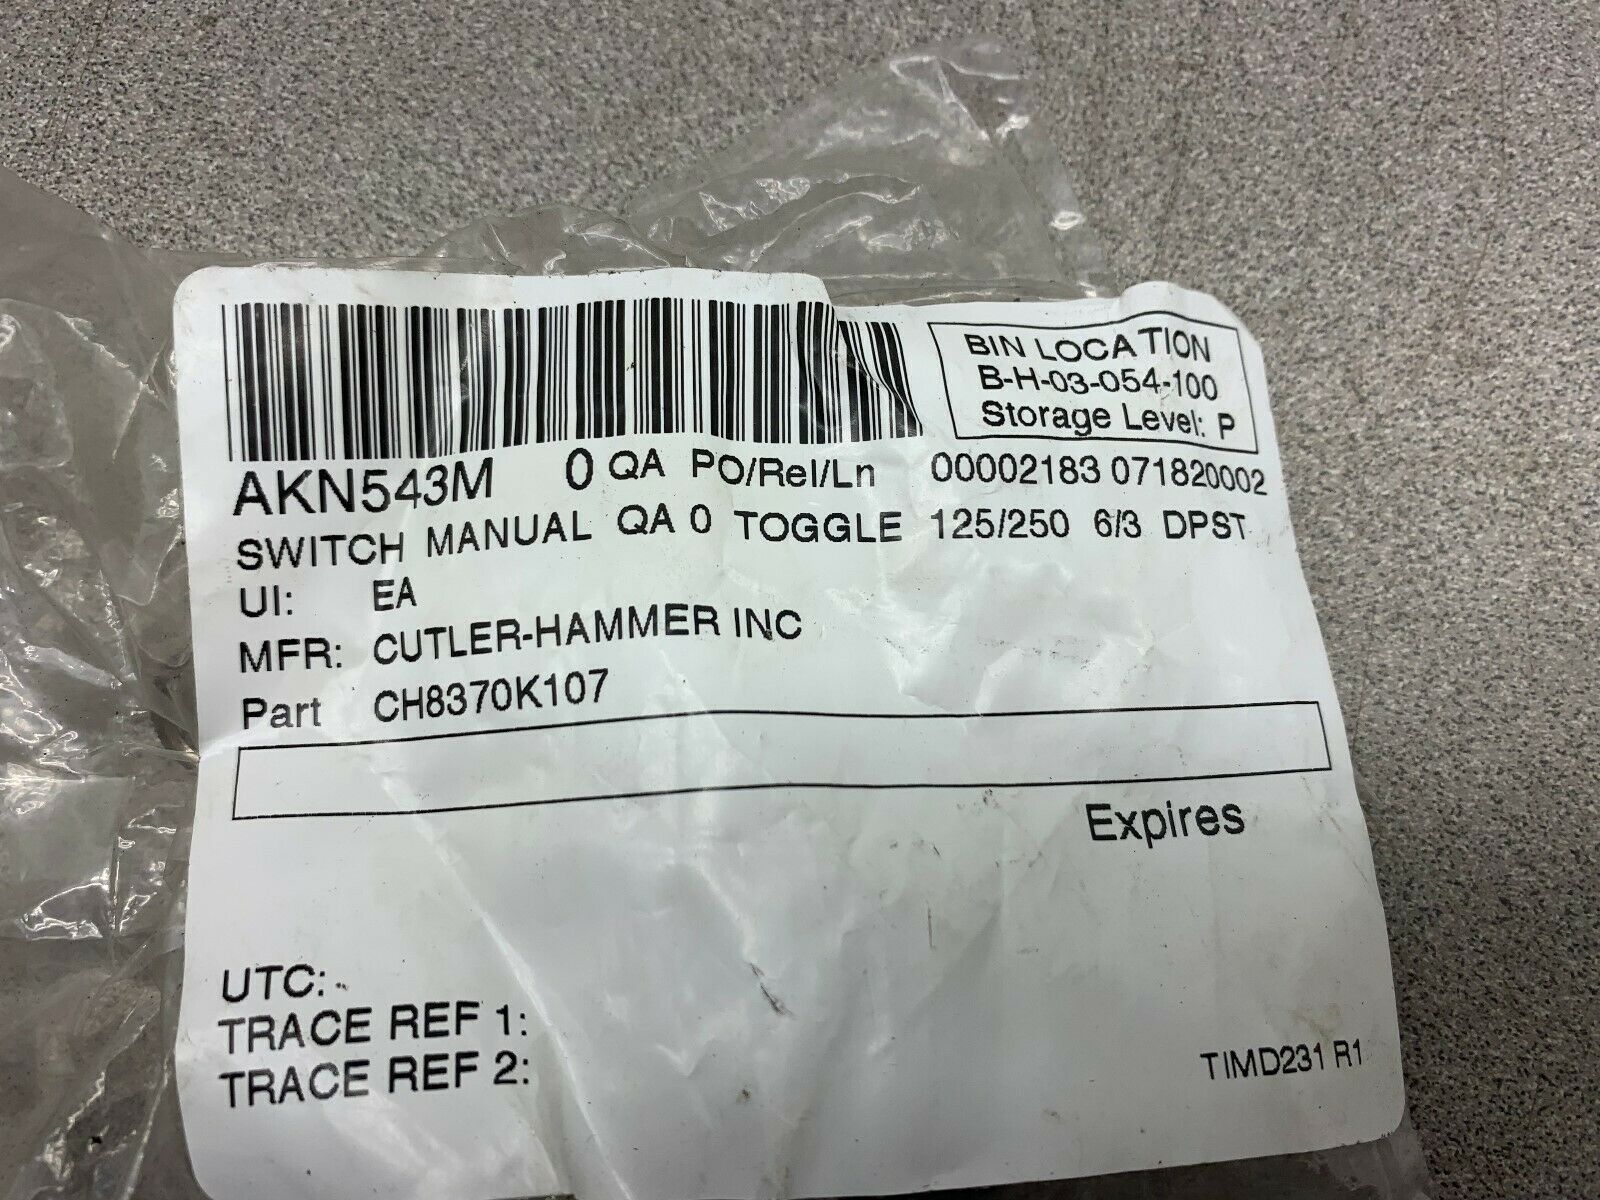 BIN LOCATION
B-H-03-054-100
Storage Level: P
AKN543M 0 QA PO/Rel/Ln 00002183 071820002
SWITCH MANUAL QA 0 TOGGLE 125/250 6/3 DPST
UI: EA
MFR: CUTLER-HAMMER INC
Part CH8370K107
Expires
UTC:
TRACE REF 1:
TRACE REF 2:
TIMD231 R1